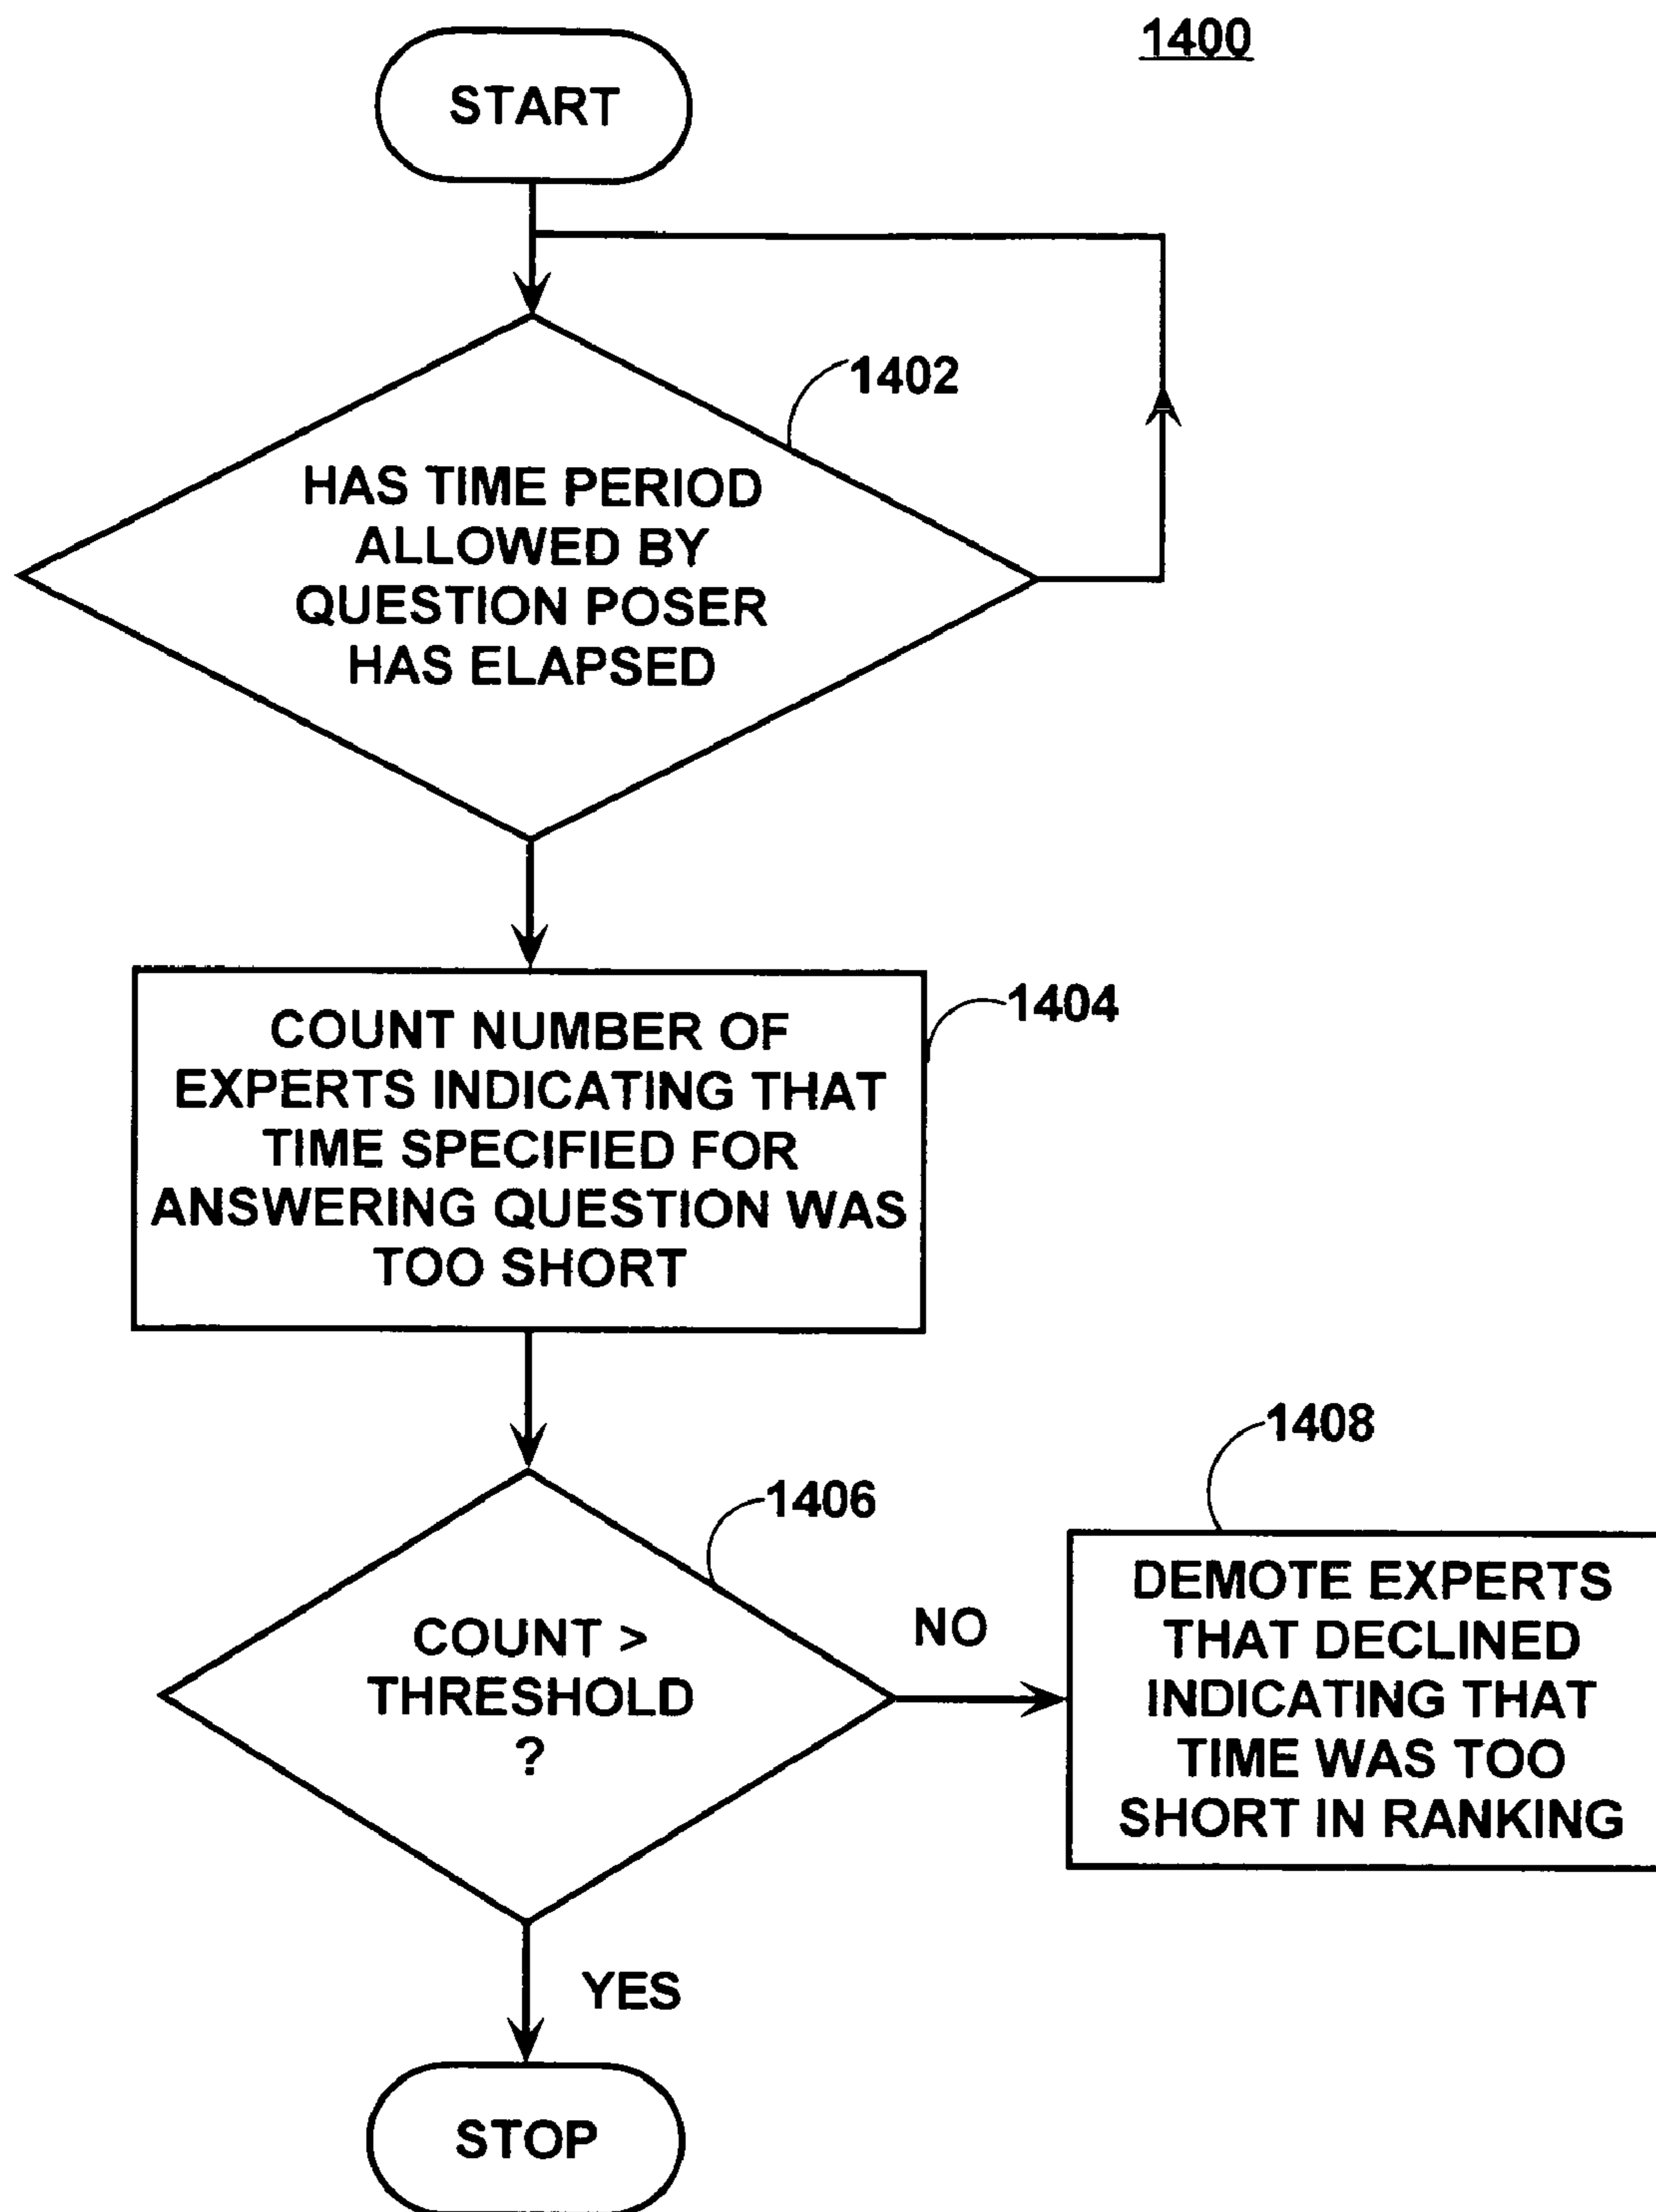 1400
START
1402
HAS TIME PERIOD
ALLOWED BY
QUESTION POSER
HAS ELAPSED
1404
COUNT NUMBER OF
EXPERTS INDICATING THAT
TIME SPECIFIED FOR
ANSWERING QUESTION WAS
TOO SHORT
1406
COUNT >
THRESHOLD
?
NO
1408
DEMOTE EXPERTS
THAT DECLINED
INDICATING THAT
TIME WAS TOO
SHORT IN RANKING
YES
STOP